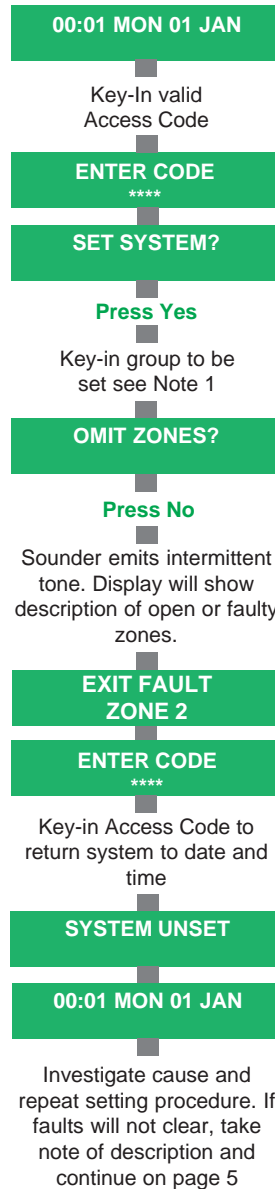 00:01 MON 01 JAN
Key-In valid
Access Code
ENTER CODE
****
SET SYSTEM?
Press Yes
Key-in group to be
set see Note 1
OMIT ZONES?
Press No
Sounder emits intermittent
tone. Display will show
description of open or faulty
zones.
EXIT FAULT
ZONE 2
ENTER CODE
****
Key-in Access Code to
return system to date and
time
SYSTEM UNSET
00:01 MON 01 JAN
Investigate cause and
repeat setting procedure. If
faults will not clear, take
note of description and
continue on page 5